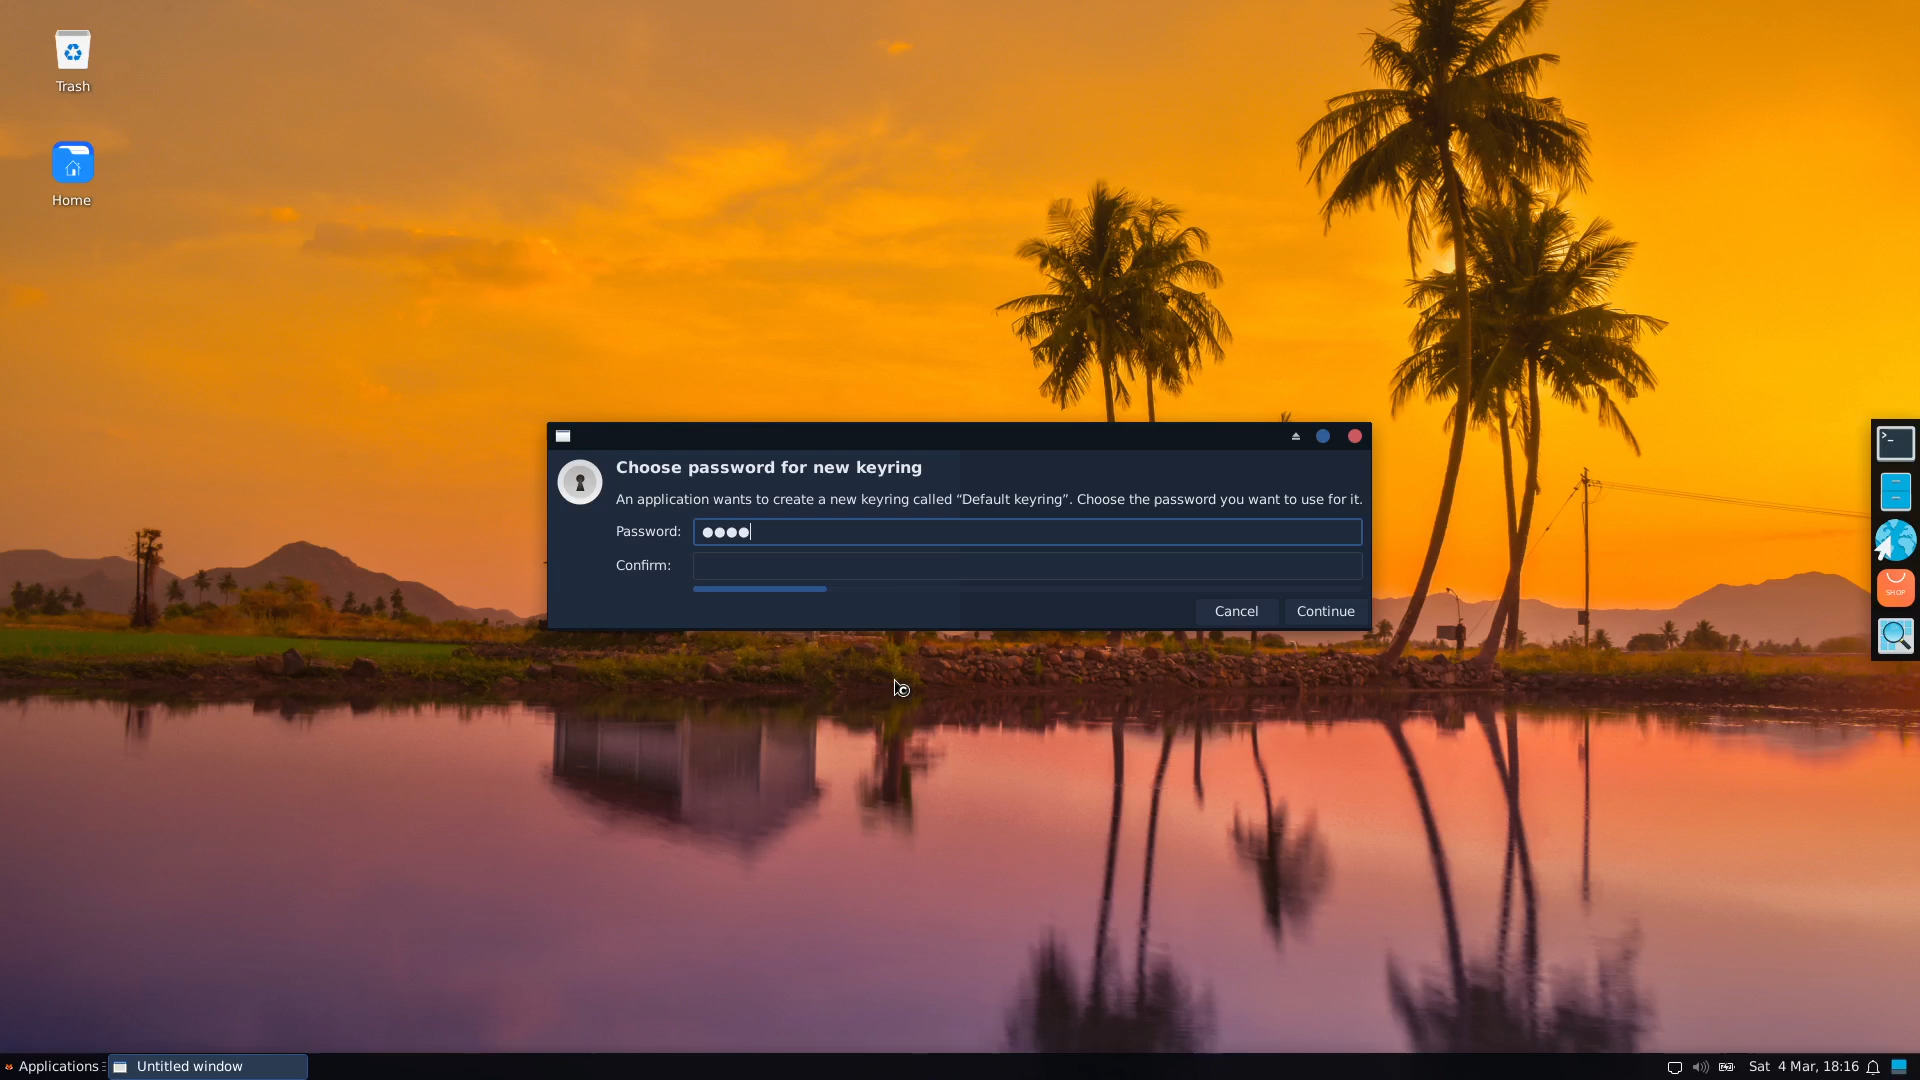 Trash
Home
Choose password for new keyring
An application wants to create a new keyring called “Default keyring”. Choose the password you want to use for it.
Password: ●●●●
Confirm:
Cancel Continue
>_
SHOP
Applications Untitled window Sat 4 Mar, 18:16